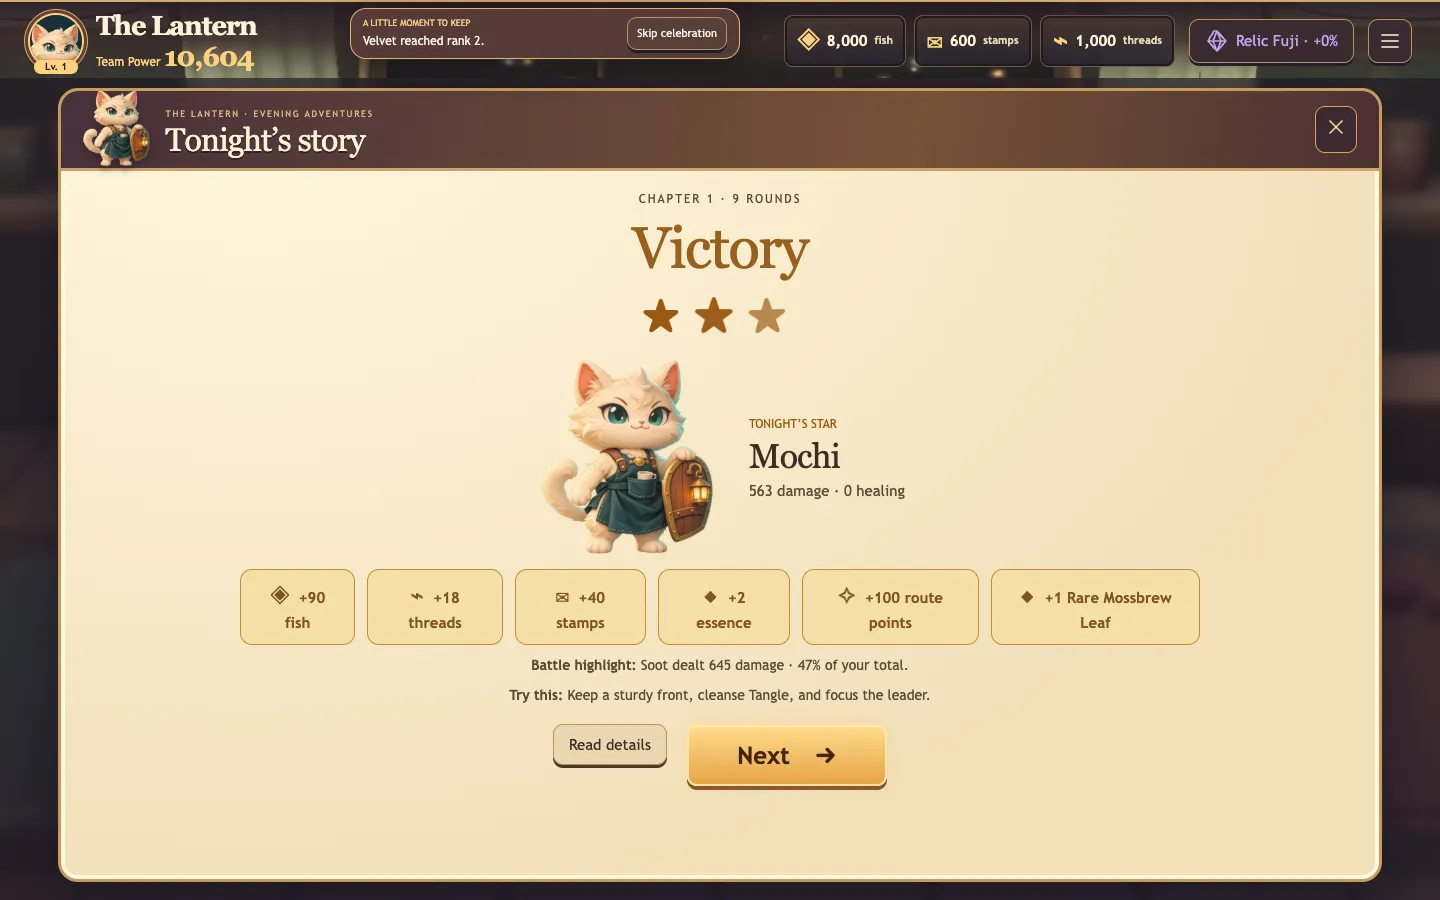 The Lantern
Team Power 10,604
Lv. 1
A LITTLE MOMENT TO KEEP
Velvet reached rank 2.
Skip celebration
8,000 fish
600 stamps
1,000 threads
Relic Fuji · +0%
THE LANTERN · EVENING ADVENTURES
Tonight's story
CHAPTER 1 · 9 ROUNDS
Victory
TONIGHT'S STAR
Mochi
563 damage · 0 healing
+90
fish
+18
threads
+40
stamps
+2
essence
+100 route
points
+1 Rare Mossbrew
Leaf
Battle highlight: Soot dealt 645 damage · 47% of your total.
Try this: Keep a sturdy front, cleanse Tangle, and focus the leader.
Read details
Next →